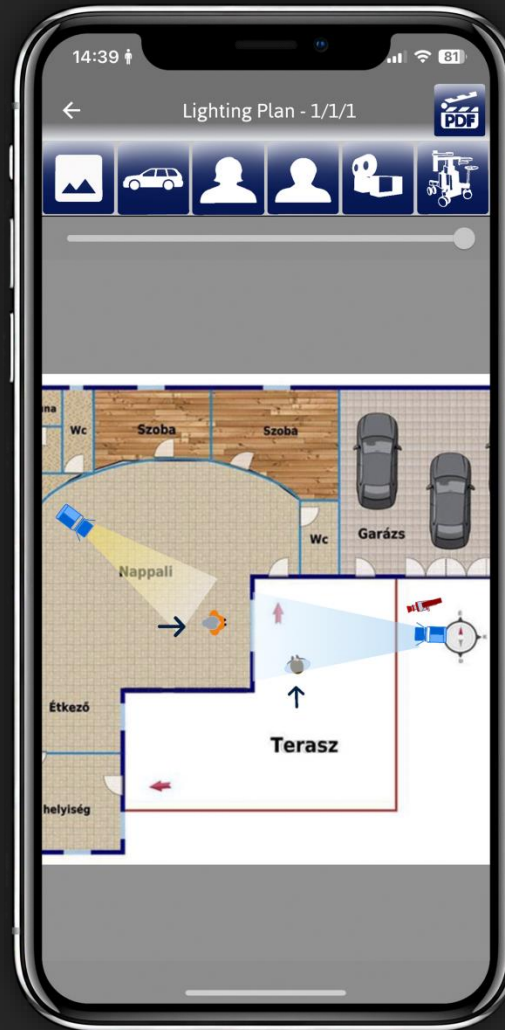 14:39
81
Lighting Plan - 1/1/1
PDF
Wc
Szoba
Szoba
Garázs
Wc
Nappali
Étkező
Terasz
helyiség